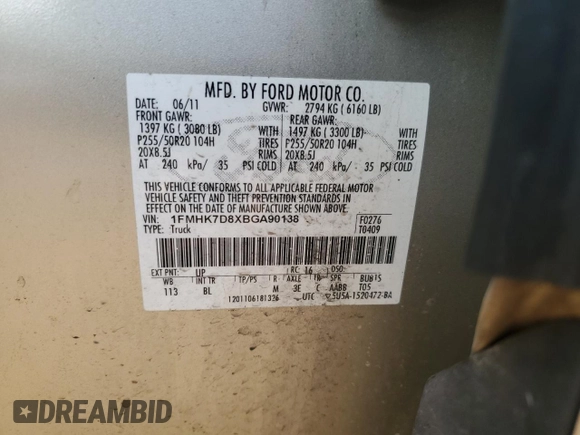 MFD. BY FORD MOTOR CO.
DATE: 06/11 GVWR: 2794 KG (6160 LB)
FRONT GAWR: REAR GAWR:
1397 KG (3080 LB) WITH 1497 KG (3300 LB) WITH
P255/50R20 104H TIRES P255/50R20 104H TIRES
20X8.5J RIMS 20X8.5J RIMS
AT 240 kPa/ 35 PSI COLD AT 240 kPa/ 35 PSI COLD
THIS VEHICLE CONFORMS TO ALL APPLICABLE FEDERAL MOTOR
VEHICLE SAFETY AND THEFT PREVENTION STANDARDS IN
EFFECT ON THE DATE OF MANUFACTURE SHOWN ABOVE.
VIN: 1FMHK7D8XBGA90138 F0276
TYPE: Truck T0409
EXT PNT: UP RC: 16 DSO:
WB INT TR TP/PS R AXLE TR SPR BUB15
113 BL M 3E C AABB T05
1201106181326 UTC 5U5A-1520472-BA
DREAMBID